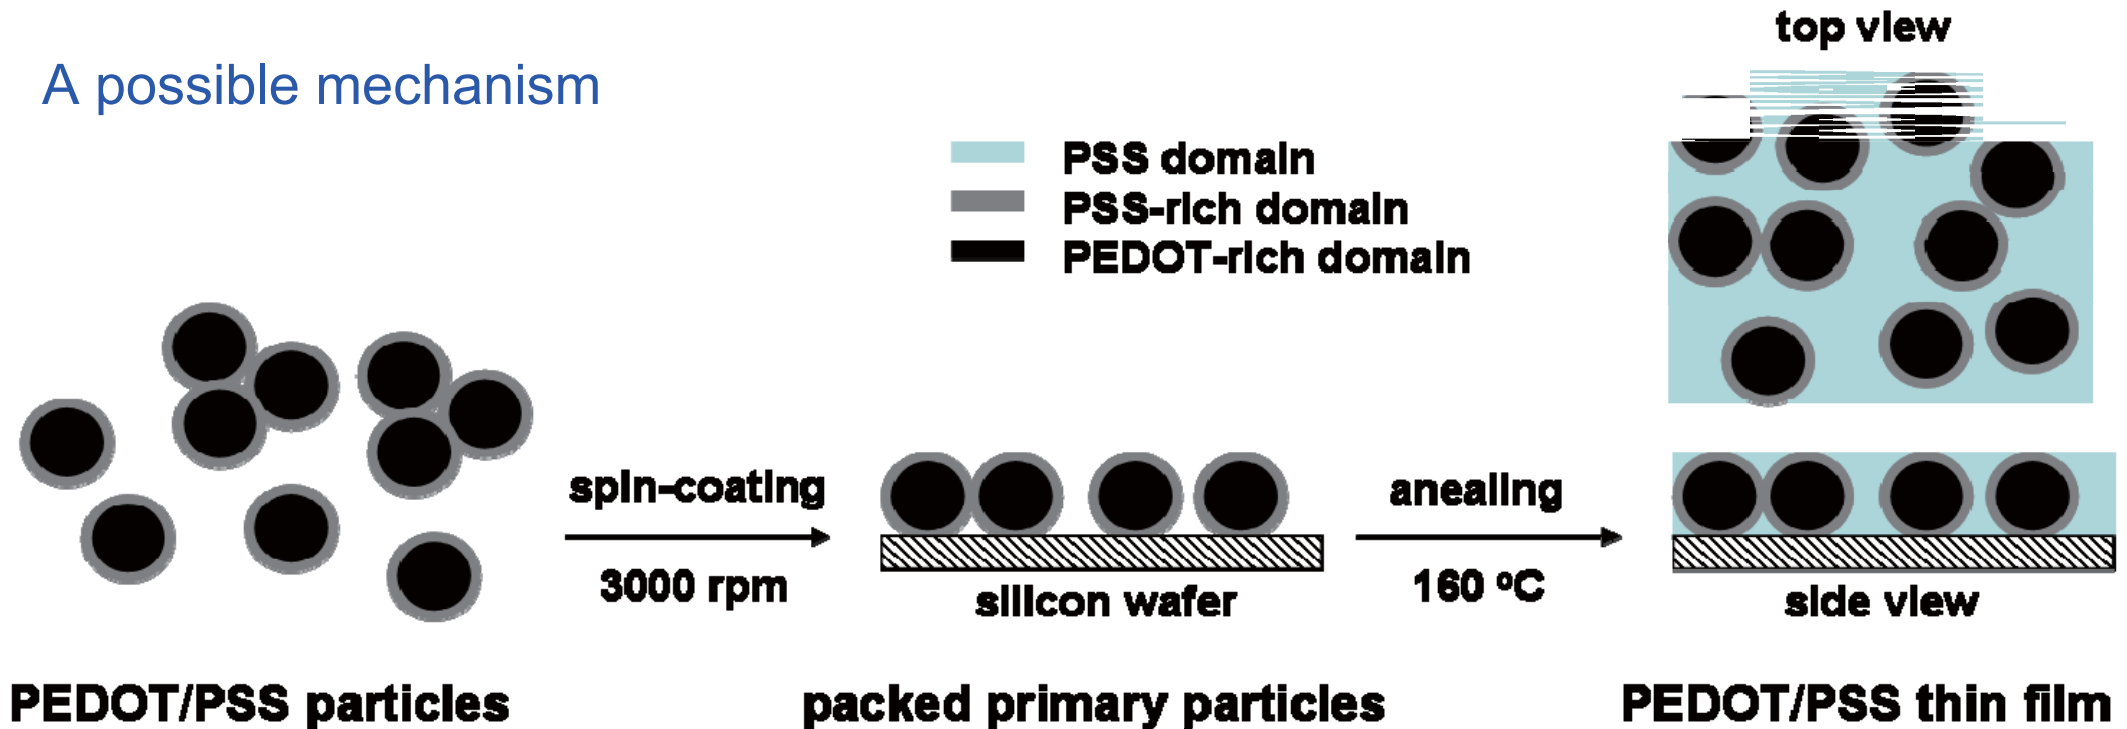 A possible mechanism
top view
PSS domain
PSS-rich domain
PEDOT-rich domain
spin-coating
3000 rpm
silicon wafer
anealing
160 °C
side view
PEDOT/PSS particles
packed primary particles
PEDOT/PSS thin film